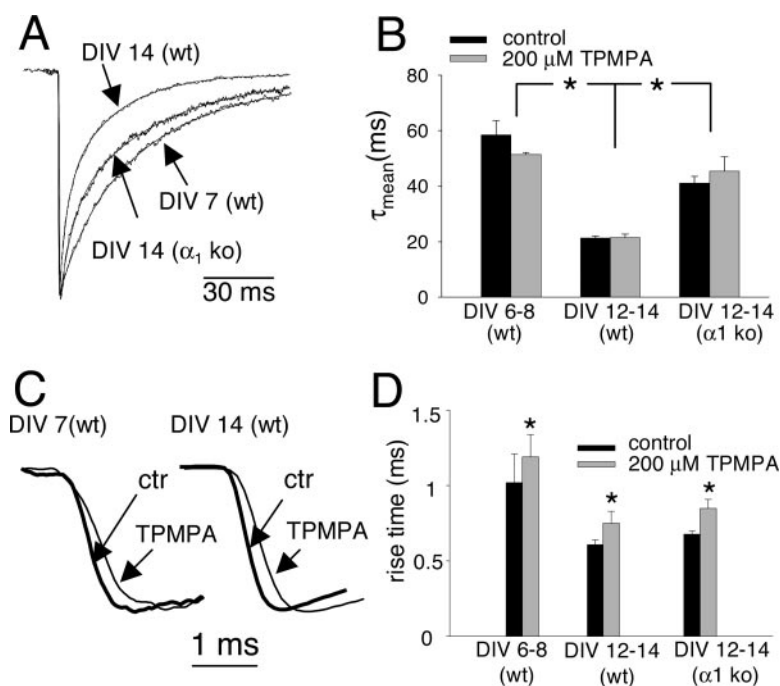 A
DIV 14 (wt)
DIV 7 (wt)
DIV 14 (α₁ ko)
30 ms
B
control
200 μM TPMPA
* *
τmean(ms)
80
60
40
20
0
DIV 6-8 DIV 12-14 DIV 12-14
(wt) (wt) (α1 ko)
C
DIV 7(wt) DIV 14 (wt)
ctr ctr
TPMPA TPMPA
1 ms
D
control
200 μM TPMPA
* * *
rise time (ms)
1.5
1
0.5
0
DIV 6-8 DIV 12-14 DIV 12-14
(wt) (wt) (α1 ko)